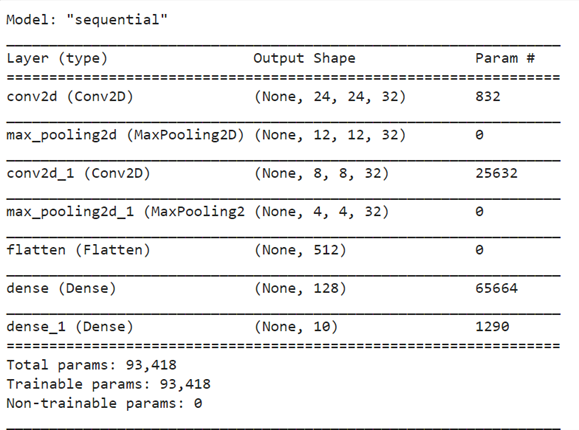 Model: "sequential"
Layer (type) Output Shape Param #
conv2d (Conv2D) (None, 24, 24, 32) 832
max_pooling2d (MaxPooling2D) (None, 12, 12, 32) 0
conv2d_1 (Conv2D) (None, 8, 8, 32) 25632
max_pooling2d_1 (MaxPooling2 (None, 4, 4, 32) 0
flatten (Flatten) (None, 512) 0
dense (Dense) (None, 128) 65664
dense_1 (Dense) (None, 10) 1290
Total params: 93,418
Trainable params: 93,418
Non-trainable params: 0